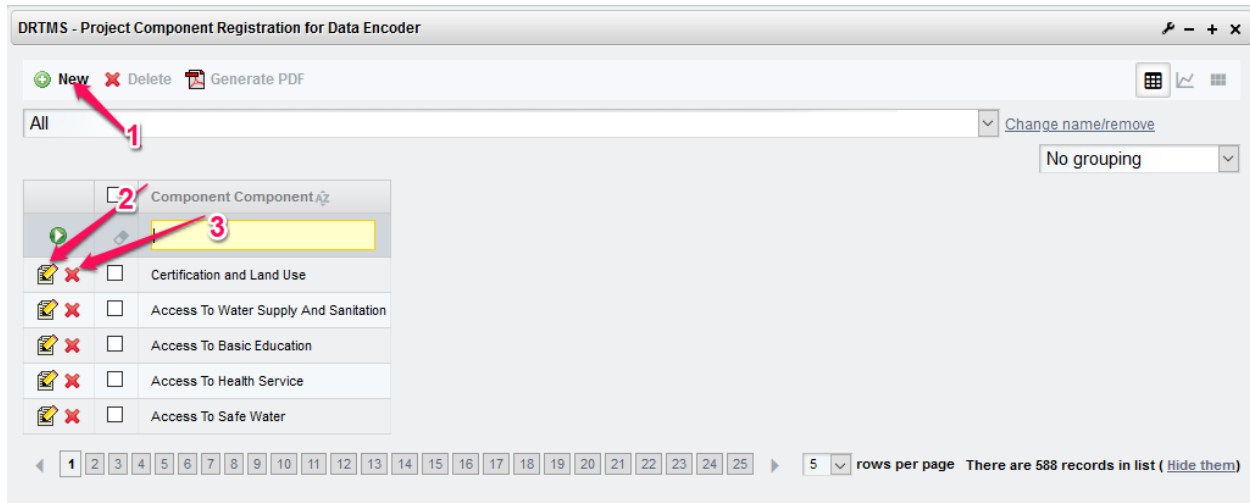 DRTMS - Project Component Registration for Data Encoder
New Delete Generate PDF
1
All Change name/remove
No grouping
2 Component Component
3
Certification and Land Use
Access To Water Supply And Sanitation
Access To Basic Education
Access To Health Service
Access To Safe Water
1 2 3 4 5 6 7 8 9 10 11 12 13 14 15 16 17 18 19 20 21 22 23 24 25 5 rows per page There are 588 records in list ( Hide them)